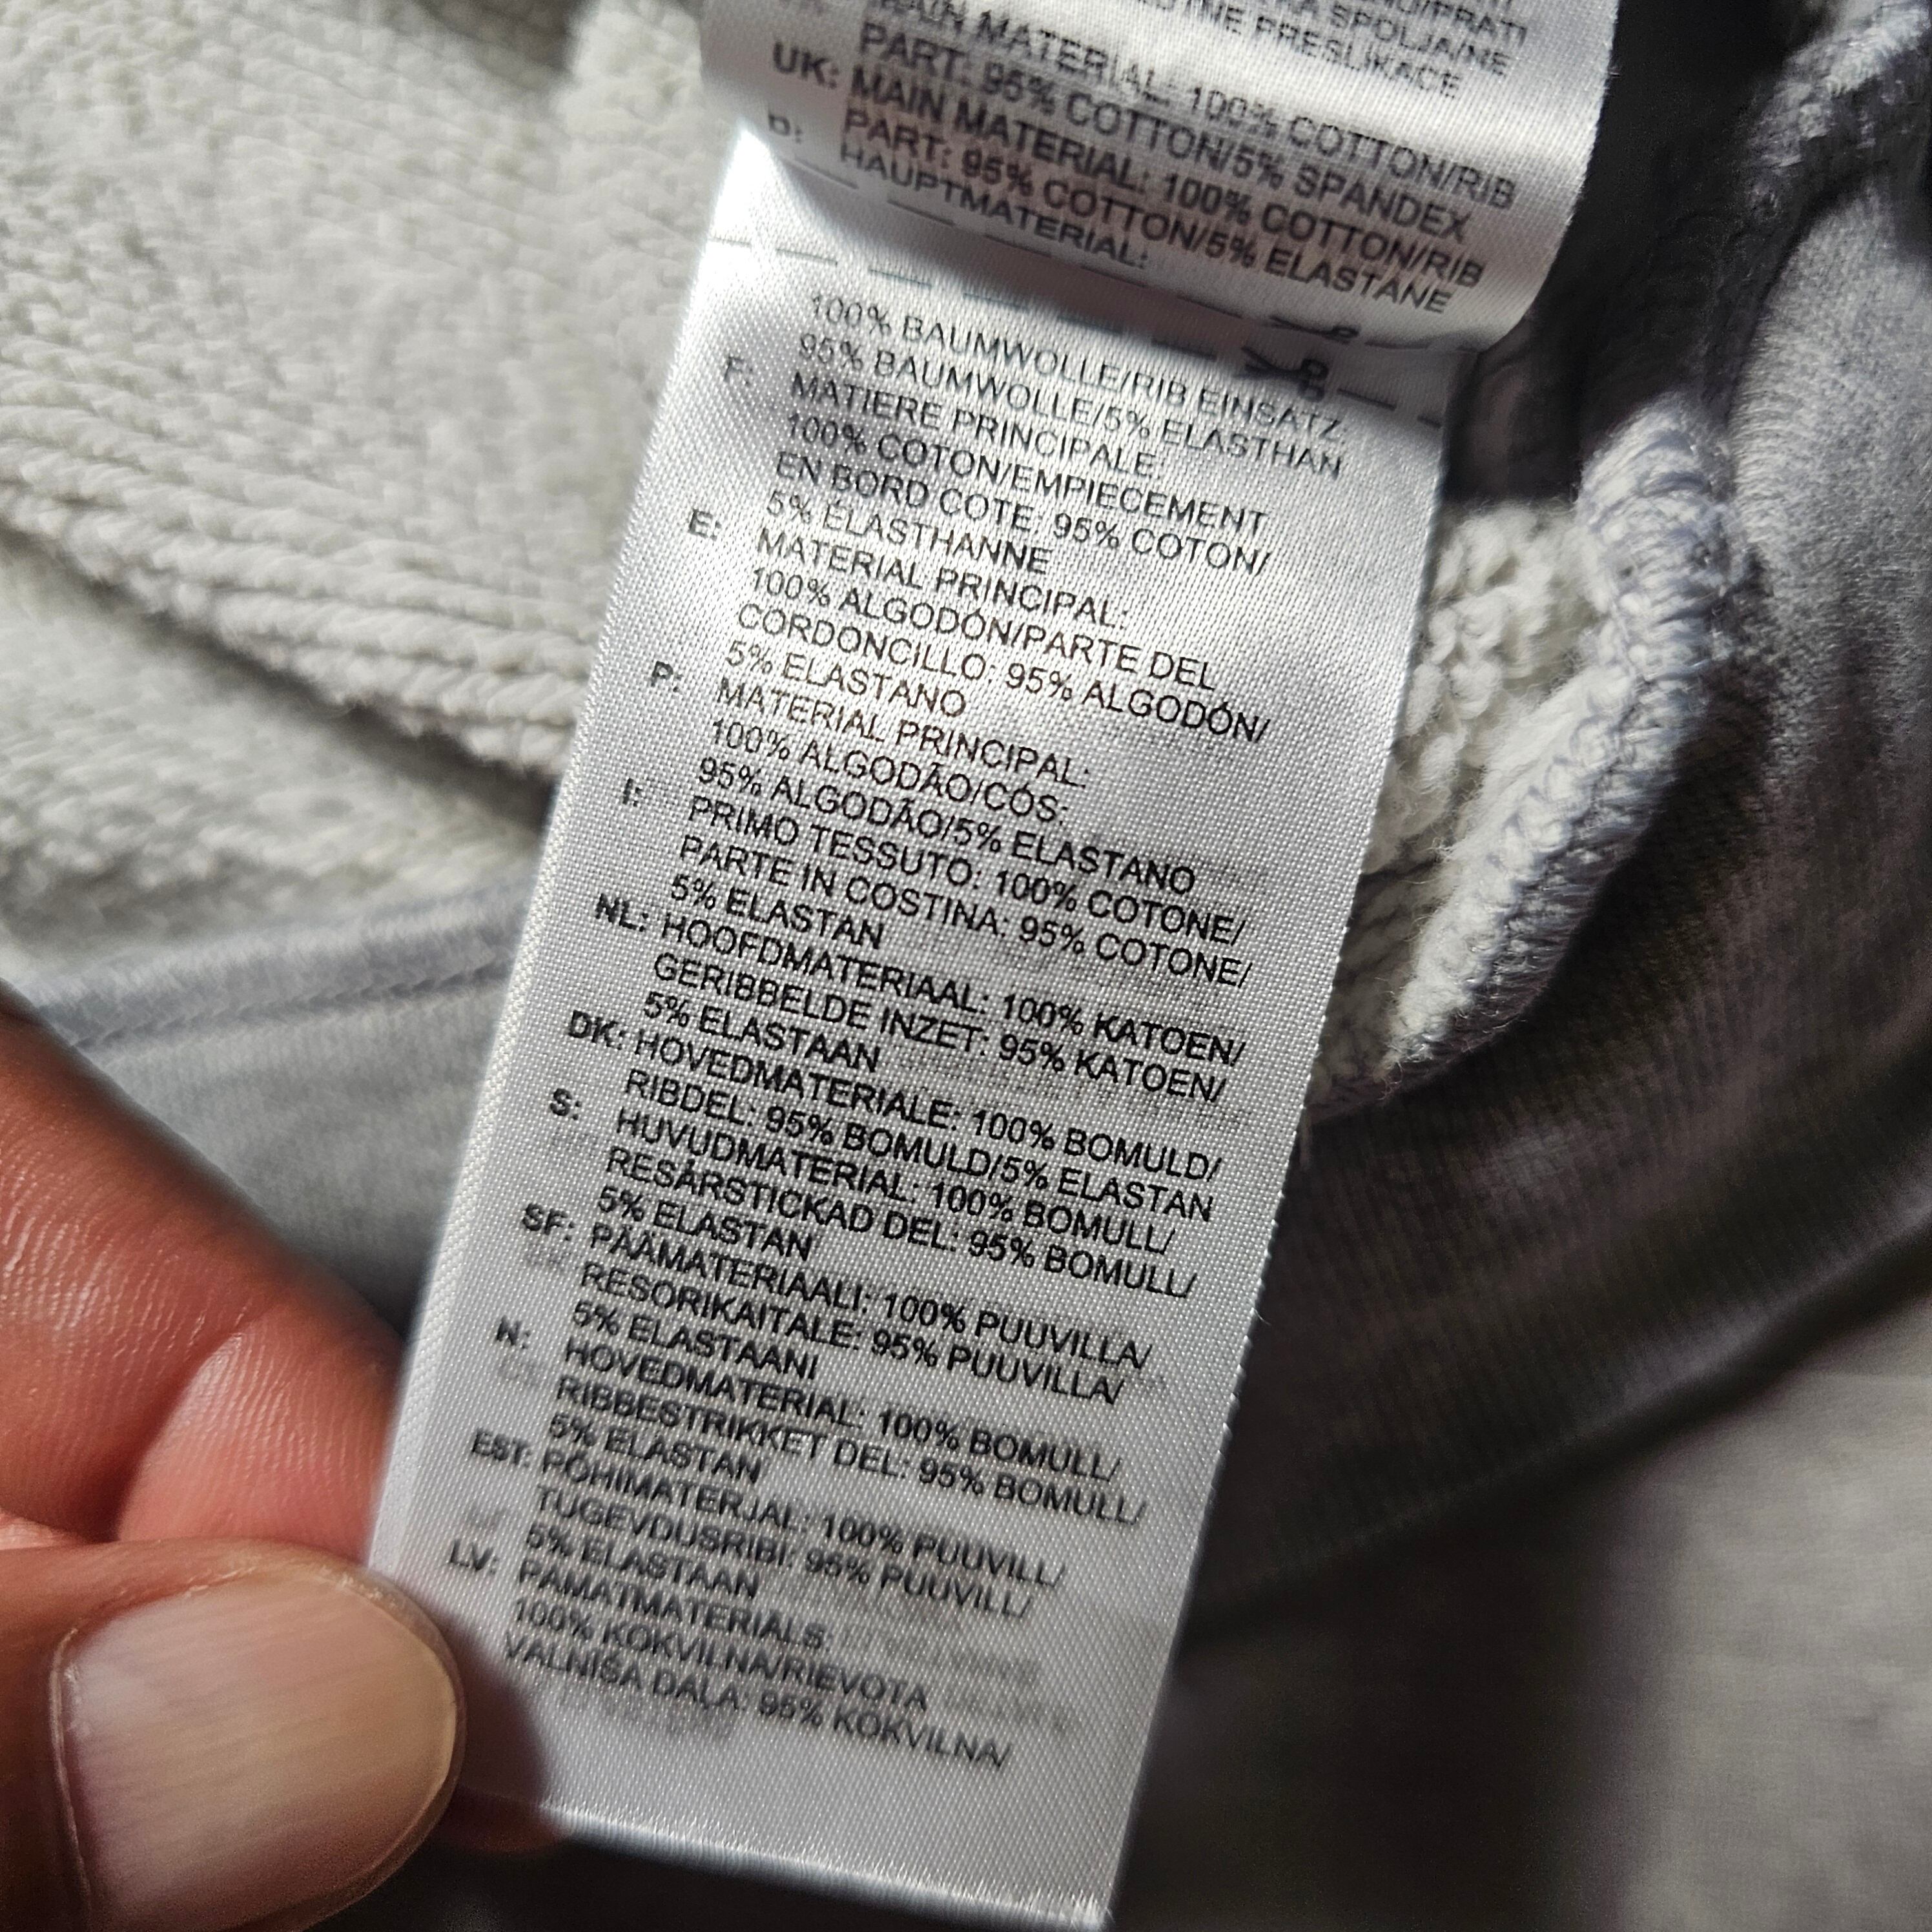 PRATI
SPOLJAJNE
PRESLIKACE
MAIN MATERIAL: 100% COTTON/RIB
PART: 95% COTTON/5% SPANDEX
UK: MAIN MATERIAL: 100% COTTON/RIB
PART: 95% COTTON/5% ELASTANE
D: HAUPTMATERIAL:
100% BAUMWOLLE/RIB EINSATZ:
95% BAUMWOLLE/5% ELASTHAN
F: MATIERE PRINCIPALE:
100% COTON/EMPIECEMENT
EN BORD COTE: 95% COTON/
5% ÉLASTHANNE
E: MATERIAL PRINCIPAL:
100% ALGODÓN/PARTE DEL
CORDONCILLO: 95% ALGODÓN/
5% ELASTANO
P: MATERIAL PRINCIPAL:
100% ALGODÃO/CÓS:
95% ALGODÃO/5% ELASTANO
I: PRIMO TESSUTO: 100% COTONE/
PARTE IN COSTINA: 95% COTONE/
5% ELASTAN
NL: HOOFDMATERIAAL: 100% KATOEN/
GERIBBELDE INZET: 95% KATOEN/
5% ELASTAAN
DK: HOVEDMATERIALE: 100% BOMULD/
RIBDEL: 95% BOMULD/5% ELASTAN
S: HUVUDMATERIAL: 100% BOMULL/
RESÅRSTICKAD DEL: 95% BOMULL/
5% ELASTAN
SF: PÄÄMATERIAALI: 100% PUUVILLA/
RESORIKAITALE: 95% PUUVILLA/
5% ELASTAANI
N: HOVEDMATERIAL: 100% BOMULL/
RIBBESTRIKKET DEL: 95% BOMULL/
5% ELASTAN
EST: PÕHIMATERJAL: 100% PUUVILL/
TUGEVDUSRIBI: 95% PUUVILL/
5% ELASTAAN
LV: PAMATMATERIĀLS:
100% KOKVILNA/RIEVOTA
VALNĪŠA DAĻA: 95% KOKVILNA/